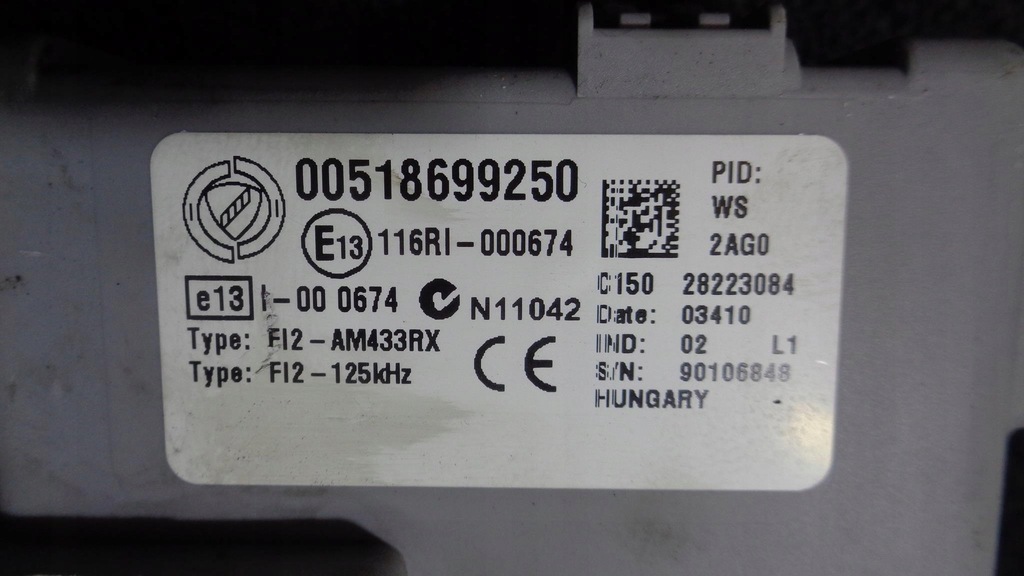 00518699250
E13 116RI-000674
e13 I-00 0674 N11042
Type: FI2-AM433RX
Type: FI2-125kHz
CE
PID:
WS
2AG0
C150 28223084
Date: 03410
IND: 02 L1
S/N: 90106848
HUNGARY -